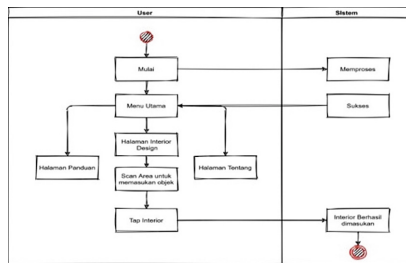 User
Sistem
Mulai
Memproses
Menu Utama
Sukses
Halaman Interior
Design
Halaman Panduan
Halaman Tentang
Scan Area untuk
memasukan objek
Tap Interior
Interior Berhasil
dimasukan